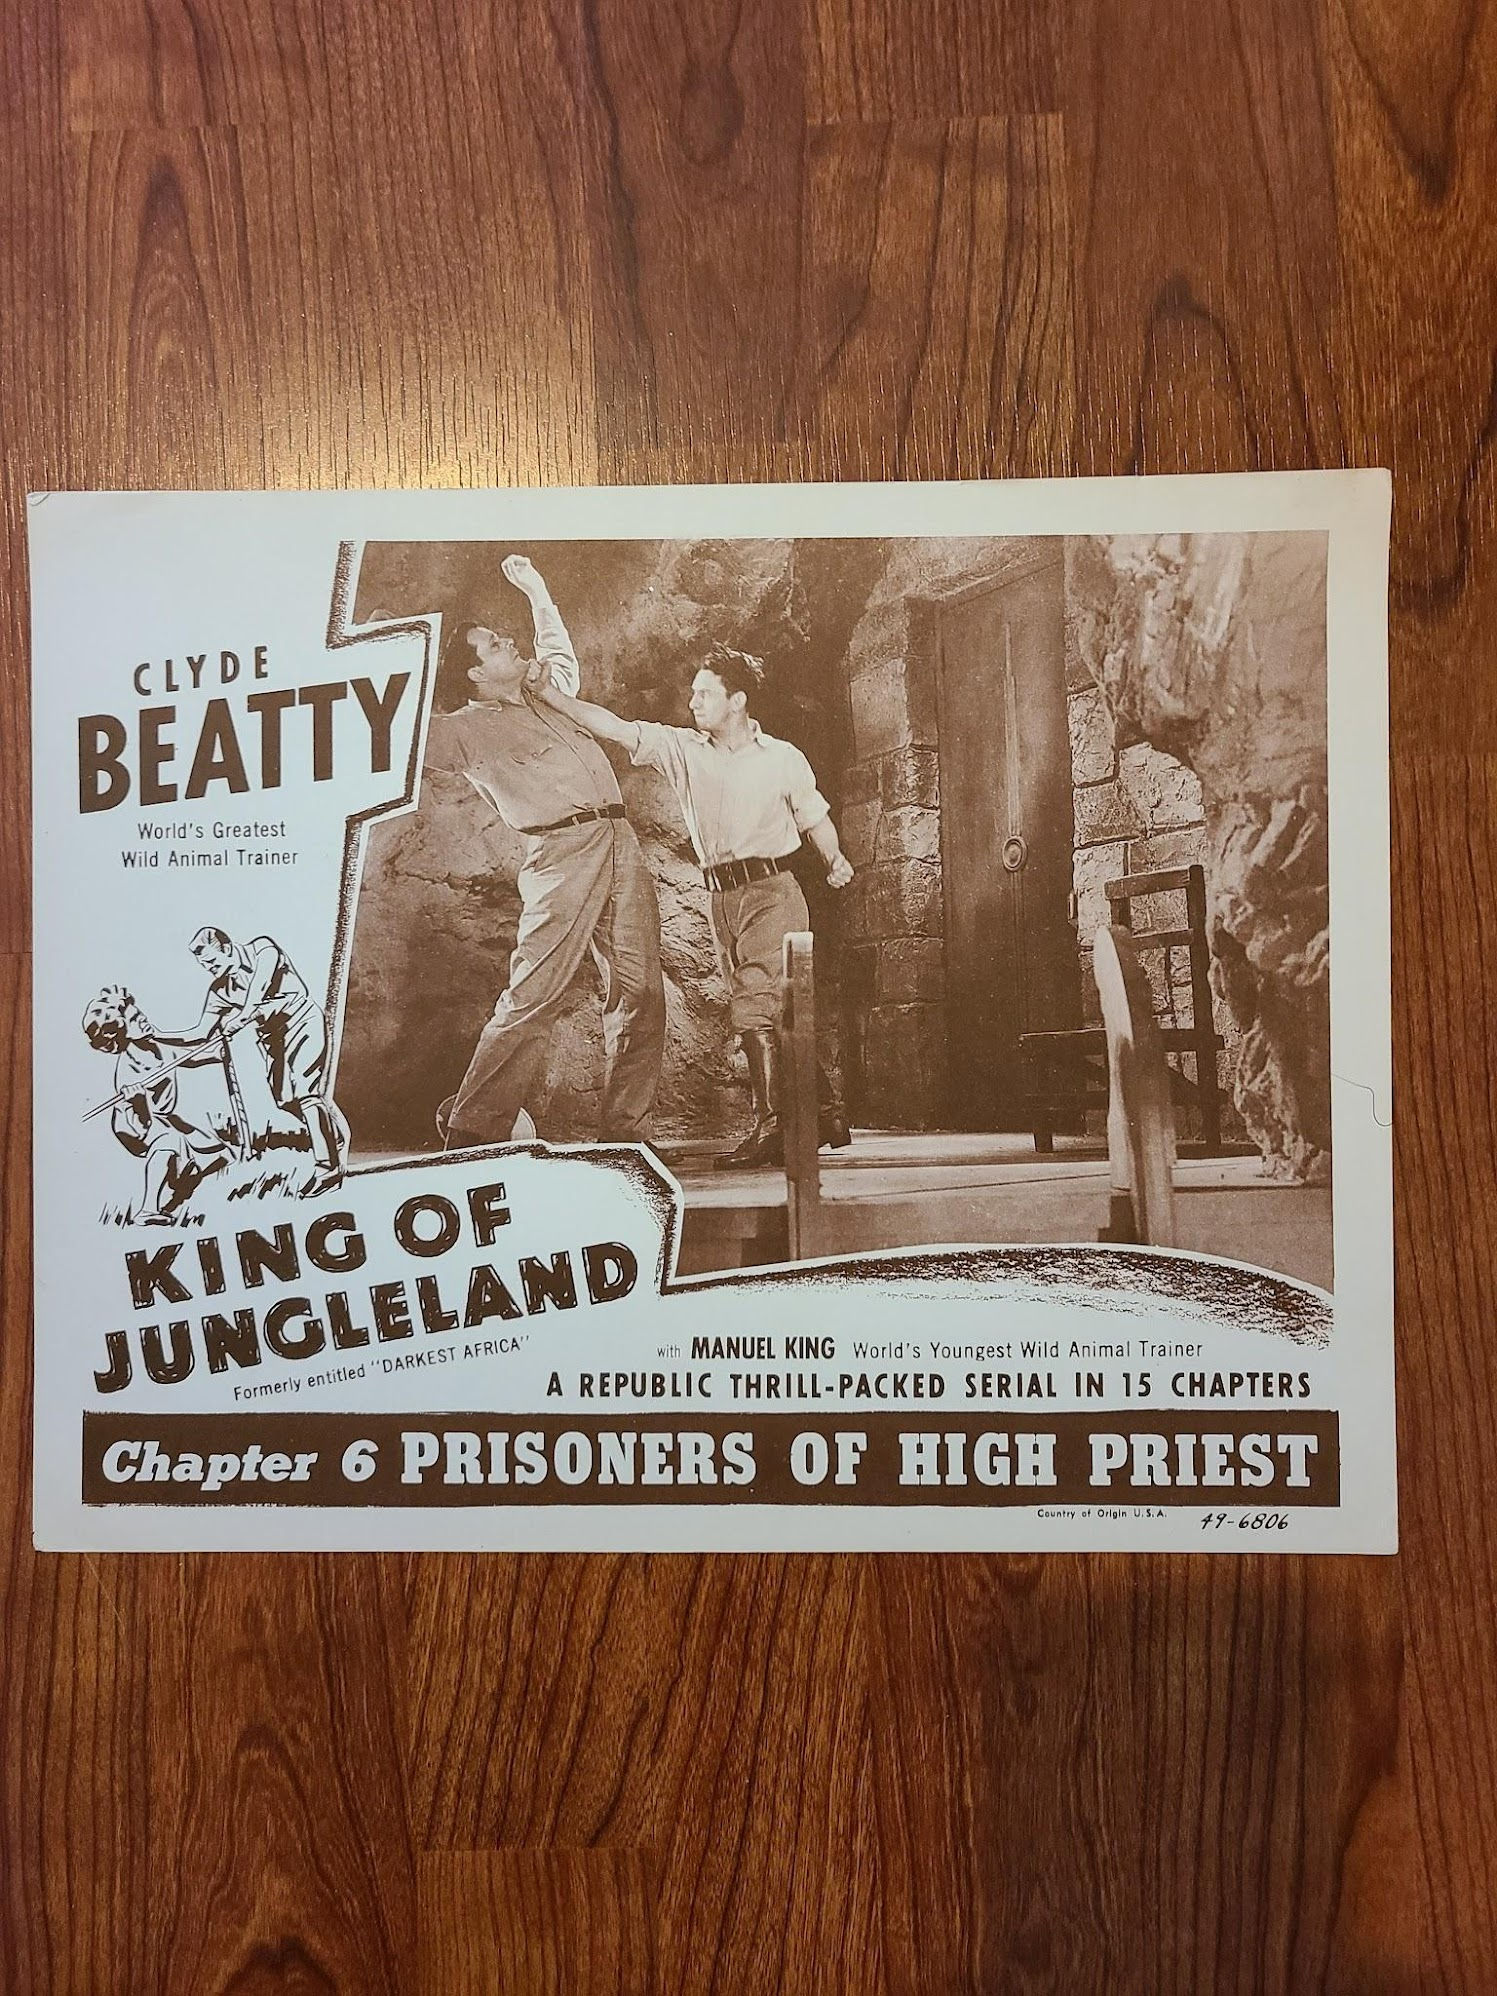 CLYDE
BEATTY
World's Greatest
Wild Animal Trainer
KING OF
JUNGLELAND
Formerly entitled "DARKEST AFRICA"
with MANUEL KING World's Youngest Wild Animal Trainer
A REPUBLIC THRILL-PACKED SERIAL IN 15 CHAPTERS
Chapter 6 PRISONERS OF HIGH PRIEST
Country of Origin U.S.A.
49-6806